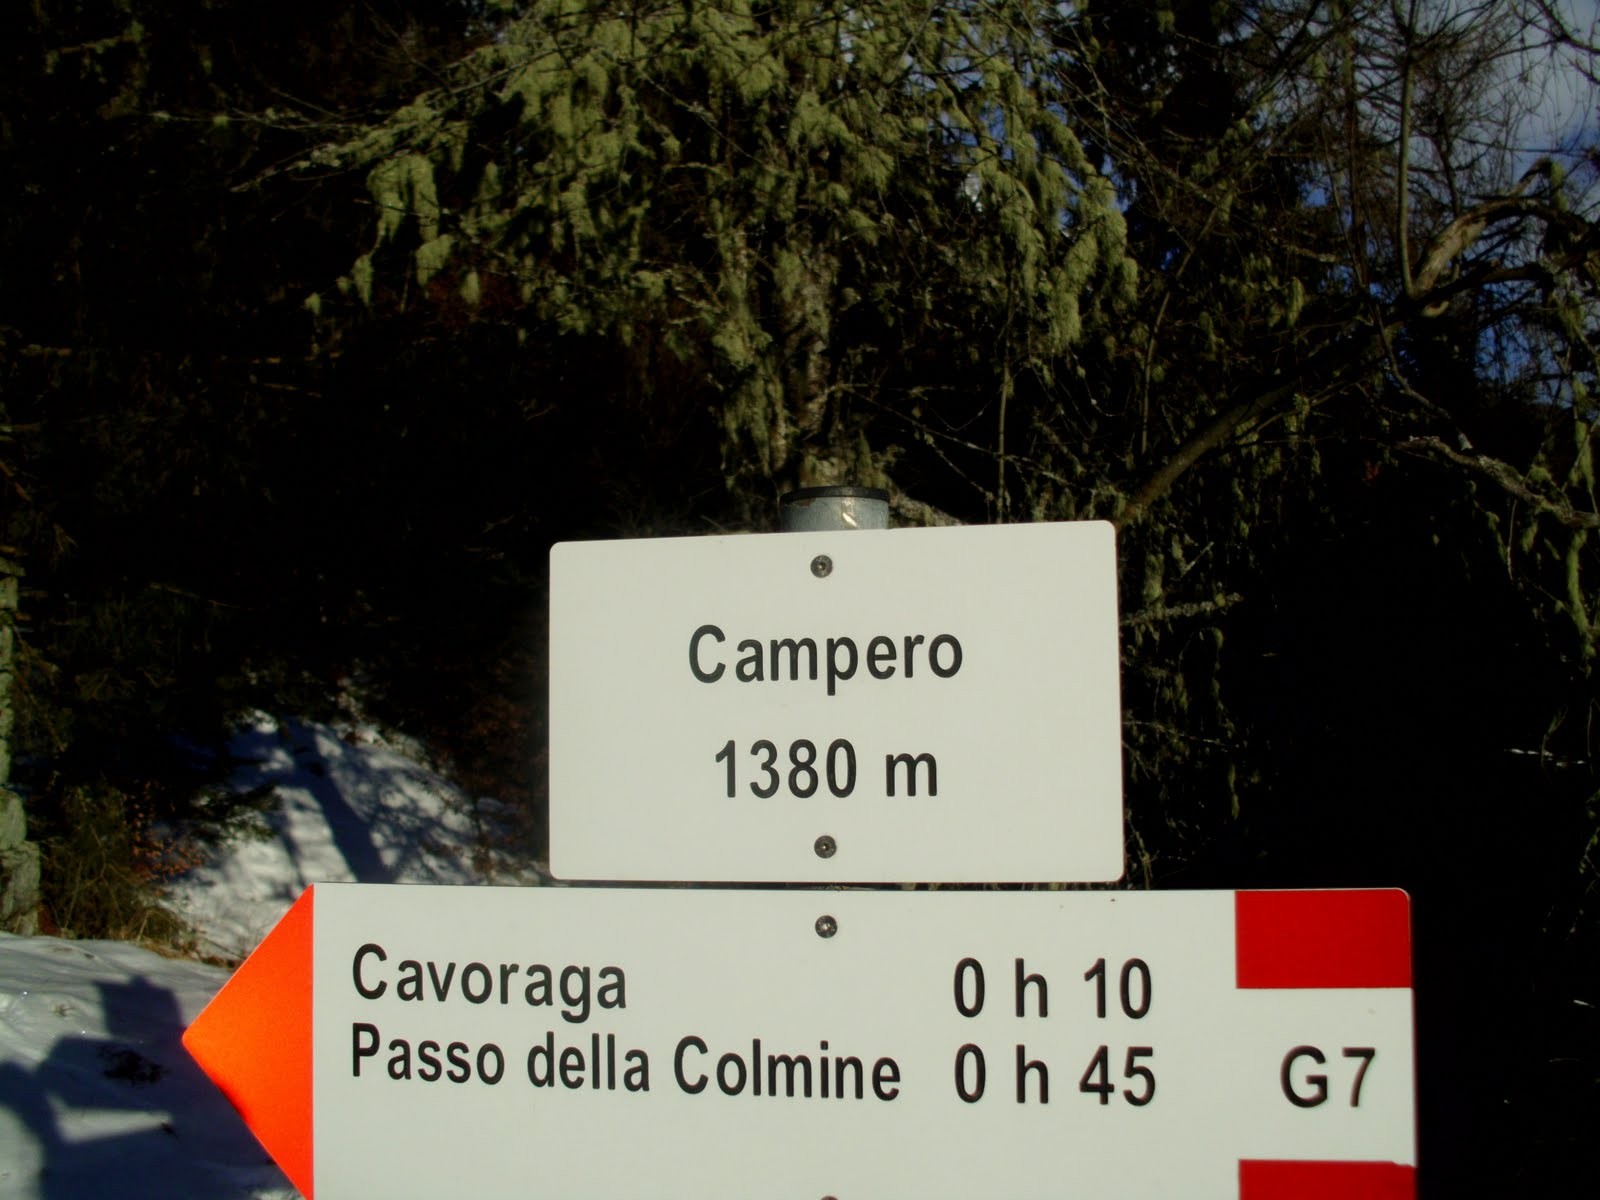 Campero
1380 m
Cavoraga 0 h 10
Passo della Colmine 0 h 45
G7